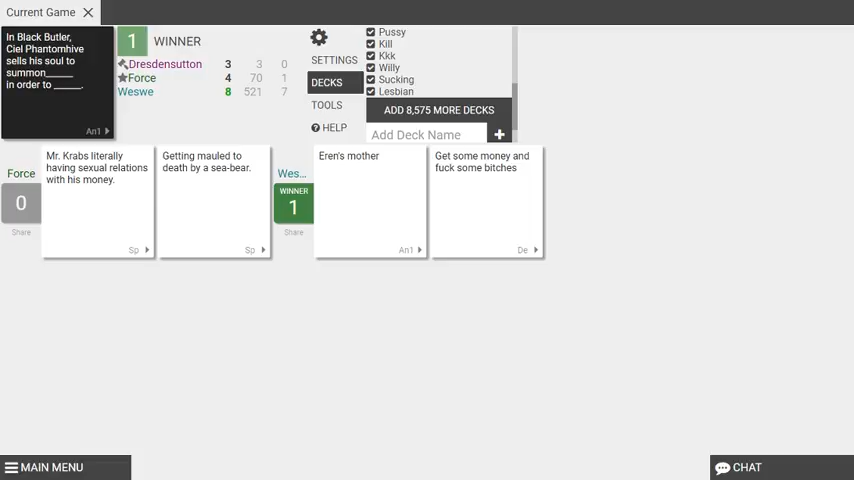 Current Game
In Black Butler,
Ciel Phantomhive
sells his soul to
summon______
in order to ______.
An1
1 WINNER
Dresdensutton 3 3 0
Force 4 70 1
Weswe 8 521 7
SETTINGS
DECKS
TOOLS
HELP
Pussy
Kill
Kkk
Willy
Sucking
Lesbian
ADD 8,575 MORE DECKS
Add Deck Name
Force
0
Share
Mr. Krabs literally
having sexual relations
with his money.
Sp
Getting mauled to
death by a sea-bear.
Sp
Wes...
WINNER
1
Share
Eren's mother
An1
Get some money and
fuck some bitches
De
MAIN MENU
CHAT